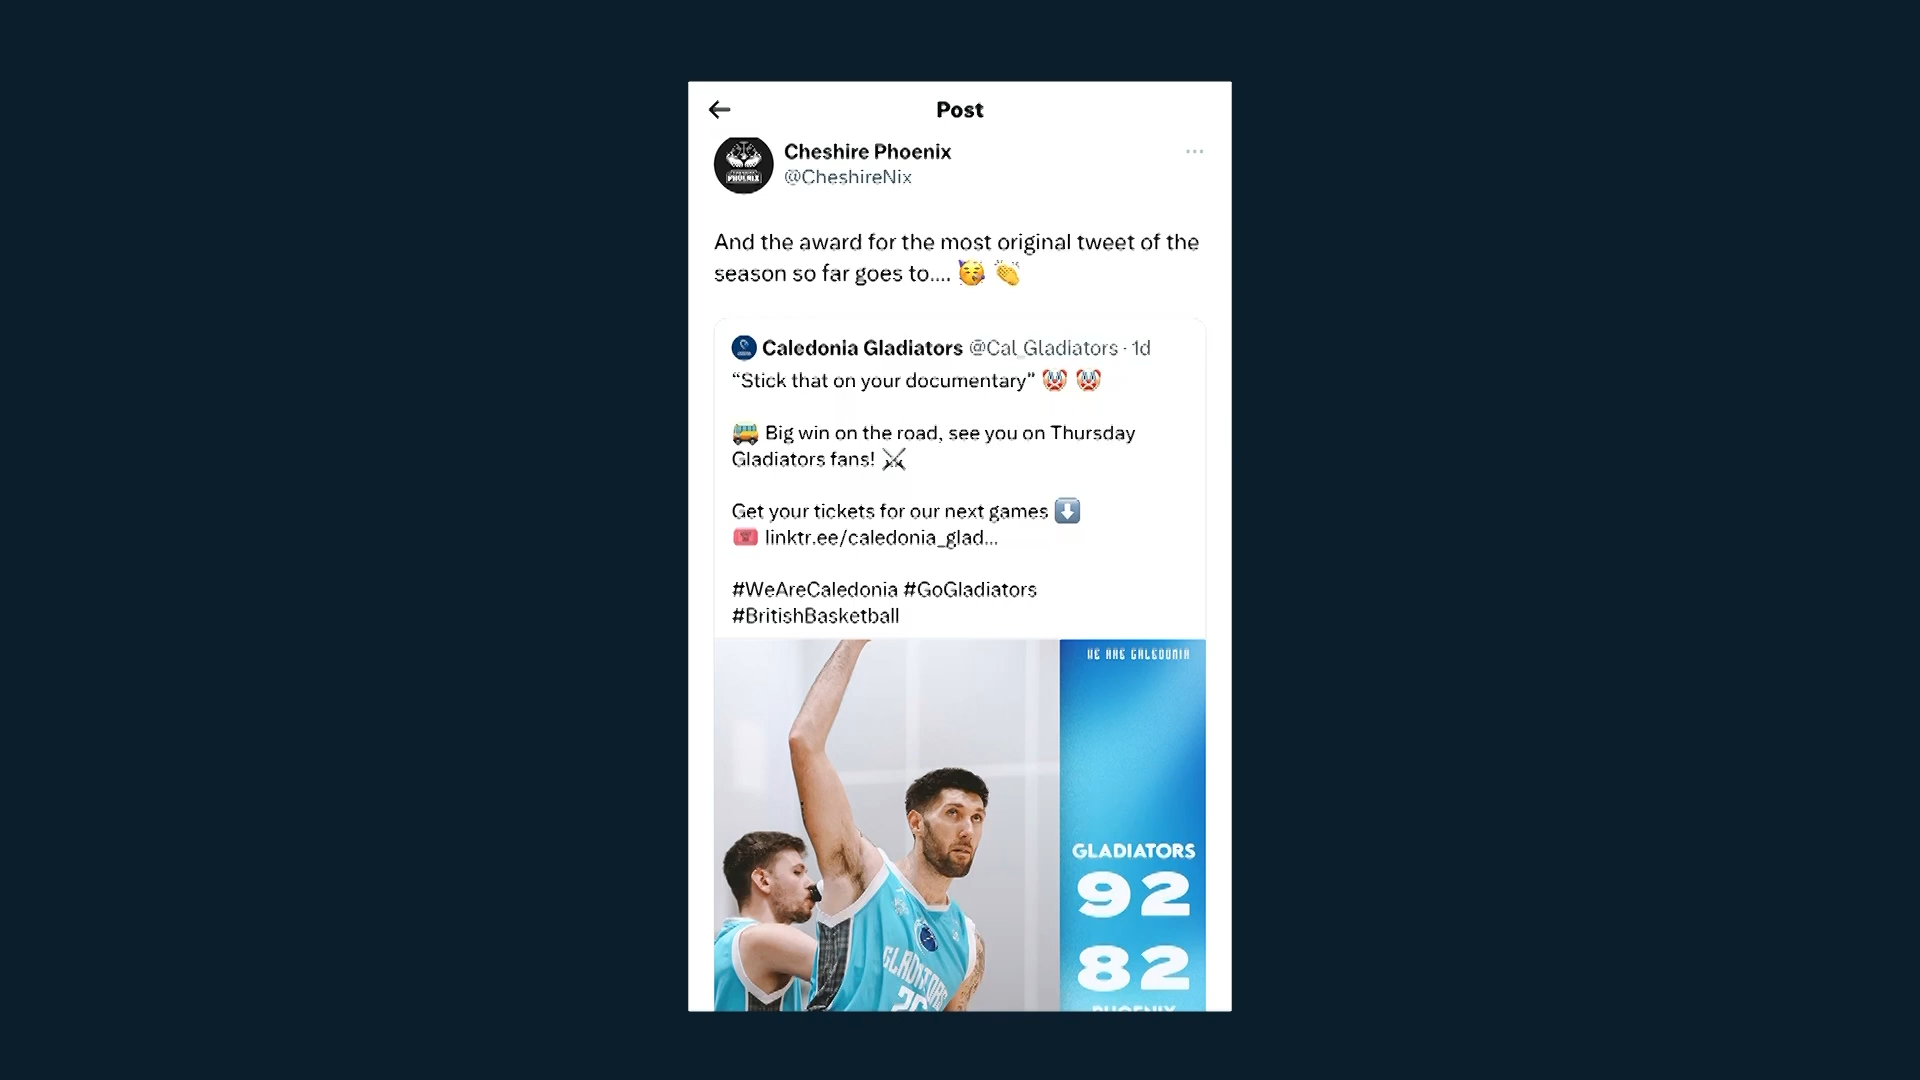 Post
PHOENIX
Cheshire Phoenix
@CheshireNix
And the award for the most original tweet of the
season so far goes to.... 🥳 👏
Caledonia Gladiators @Cal_Gladiators · 1d
“Stick that on your documentary” 🤡 🤡
🚌 Big win on the road, see you on Thursday
Gladiators fans! ⚔
Get your tickets for our next games ⬇️
🎟️ linktr.ee/caledonia_glad...
#WeAreCaledonia #GoGladiators
#BritishBasketball
WE ARE CALEDONIA
GLADIATORS
92
82
PHOENIX
GLADIATORS